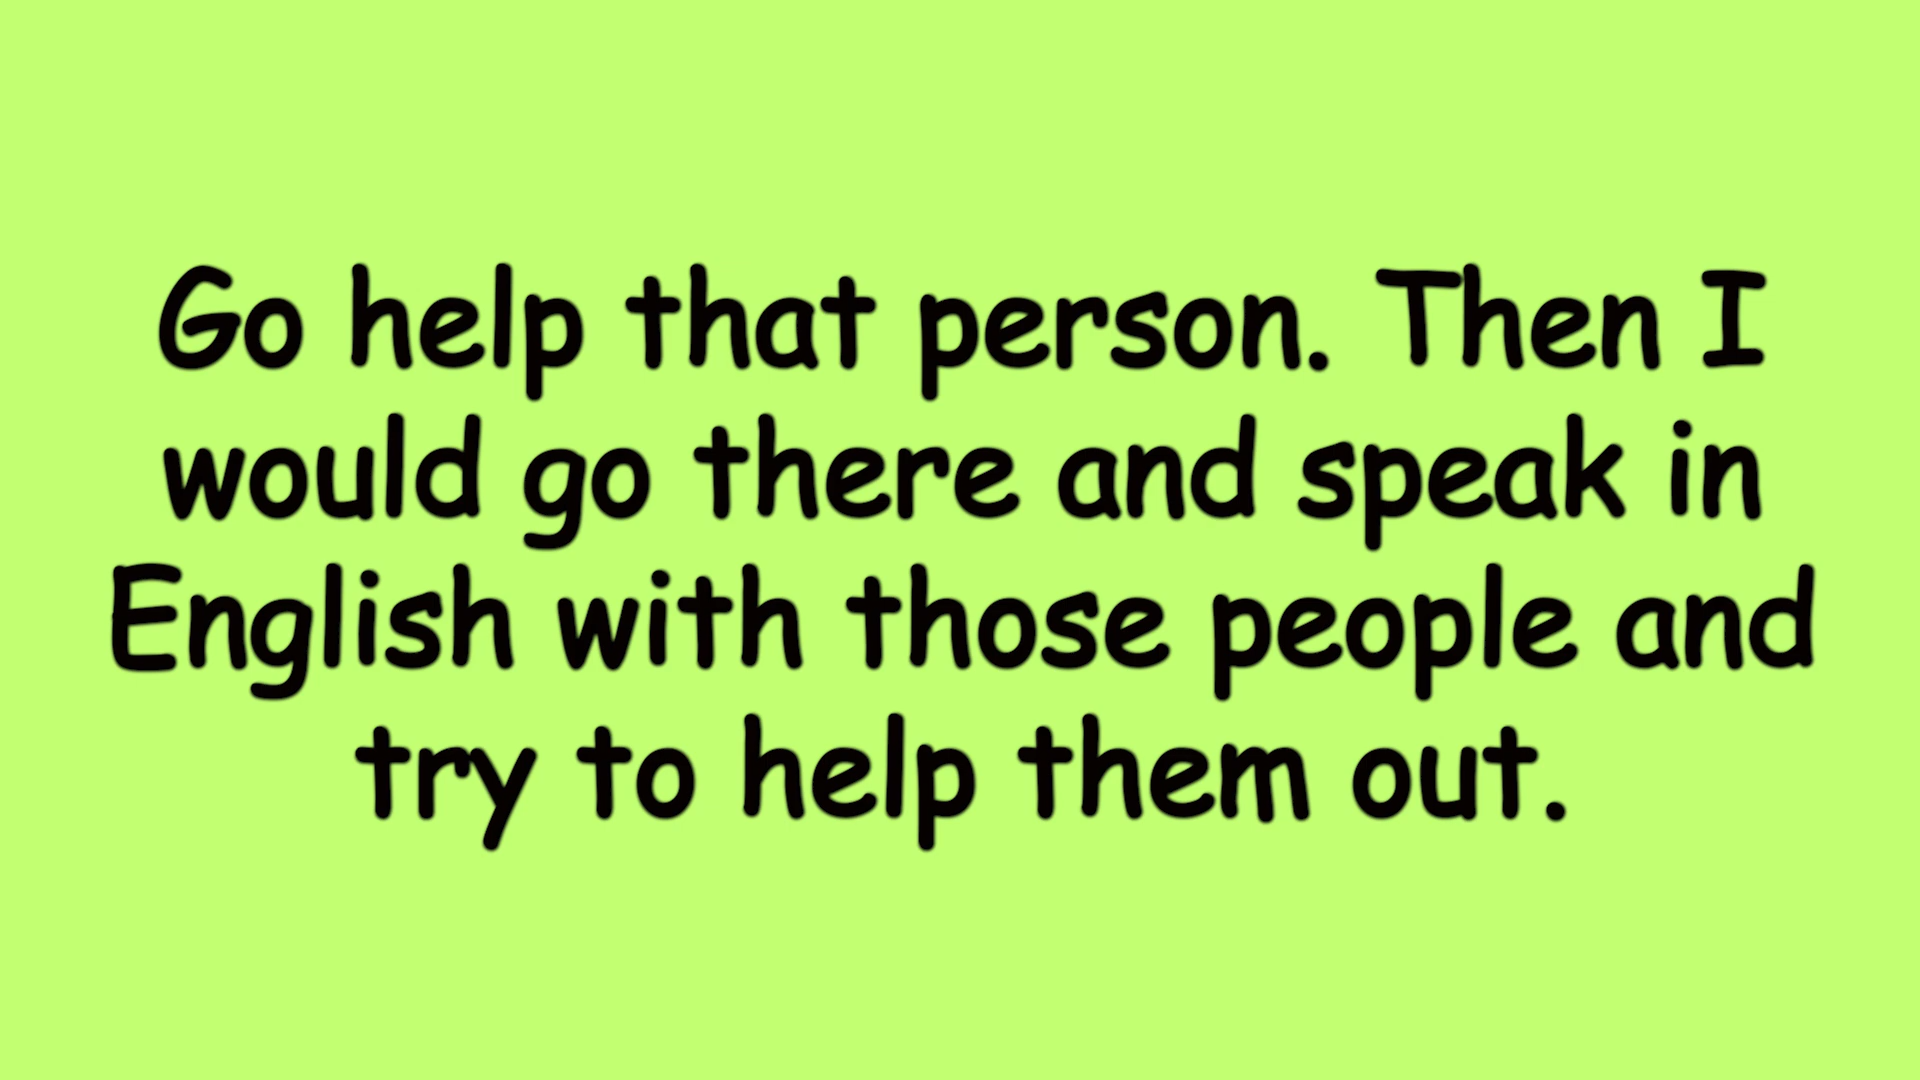 Go help that person. Then I
would go there and speak in
English with those people and
try to help them out.